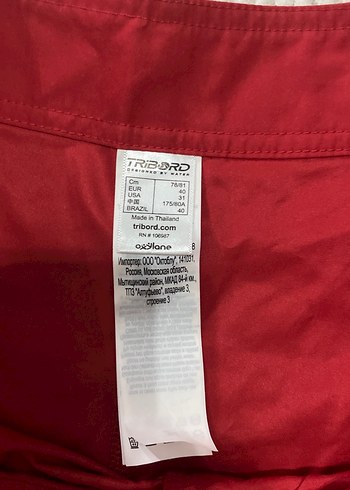 TRIBORD
DESIGNED BY WATER
Cm 78/81
EUR 40
USA 31
中国 175/80A
BRAZIL 40
Made in Thailand
tribord.com
RN # 106987
oxylane B
Импортер: ООО "Октоблу", 141031,
Россия, Московская область,
Мытищинский район, МКАД 84-й км.,
ТПЗ "Алтуфьево", владение 3,
строение 3